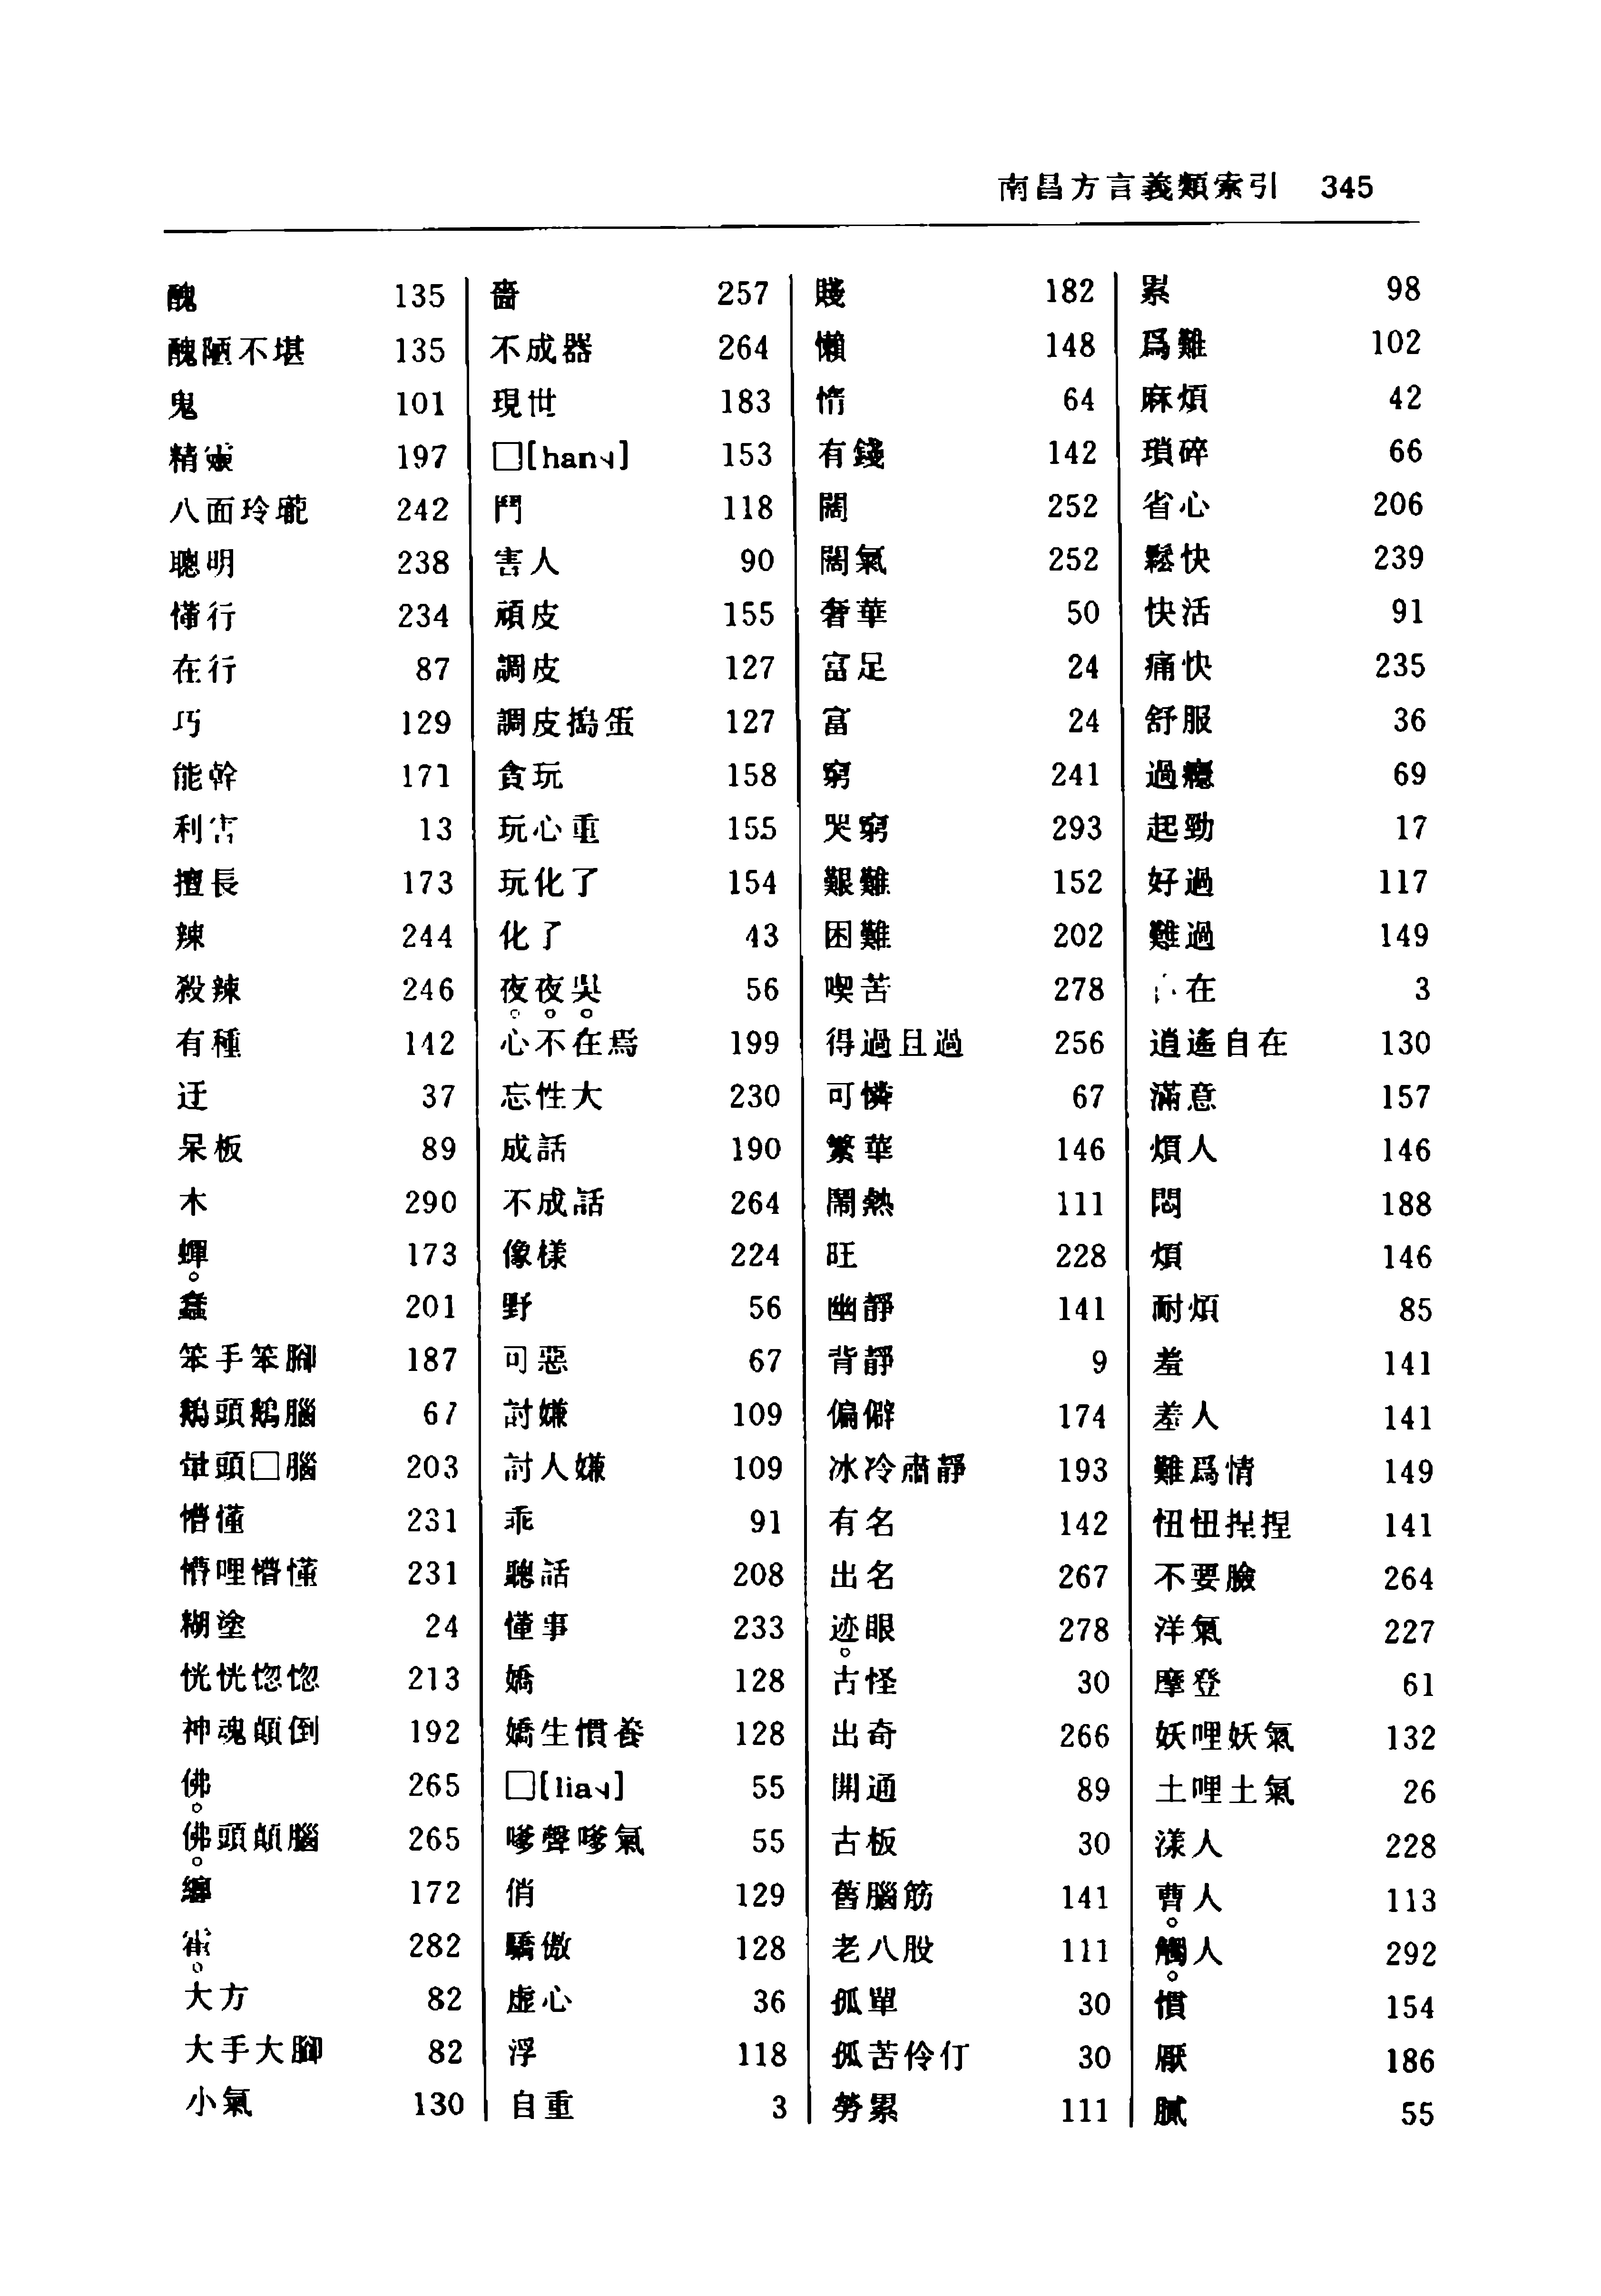 南昌方言義類索引 345
醜 135
醜陋不堪 135
鬼 101
精靈 197
八面玲瓏 242
聰明 238
懂行 234
在行 87
巧 129
能幹 171
利害 13
擅長 173
辣 244
殺辣 246
有種 142
迂 37
呆板 89
木 290
蟬 173
蠢 201
笨手笨腳 187
鵝頭鵝腦 67
頭□腦 203
懵懂 231
懵哩懵懂 231
糊塗 24
恍恍惚惚 213
神魂顛倒 192
佛 265
佛頭顛腦 265
172
282
大方 82
大手大腳 82
小氣 130
嗇 257
不成器 264
現世 183
□[han˧˩] 153
鬥 118
害人 90
頑皮 155
調皮 127
調皮搗蛋 127
貪玩 158
玩心重 155
玩化了 154
化了 43
夜夜吳 56
心不在焉 199
忘性大 230
成話 190
不成話 264
像樣 224
野 56
可惡 67
討嫌 109
討人嫌 109
乖 91
聽話 208
懂事 233
嬌 128
嬌生慣養 128
□[lia˧˩] 55
嗲聲嗲氣 55
俏 129
驕傲 128
虛心 36
浮 118
自重 3
賤 182
懶 148
惰 64
有錢 142
闊 252
闊氣 252
奢華 50
富足 24
富 24
窮 241
哭窮 293
艱難 152
困難 202
喫苦 278
得過且過 256
可憐 67
繁華 146
鬧熱 111
旺 228
幽靜 141
背靜 9
偏僻 174
冰冷肅靜 193
有名 142
出名 267
迹眼 278
古怪 30
出奇 266
開通 89
古板 30
舊腦筋 141
老八股 111
孤單 30
孤苦伶仃 30
勞累 111
累 98
爲難 102
麻煩 42
瑣碎 66
省心 206
鬆快 239
快活 91
痛快 235
舒服 36
過癮 69
起勁 17
好過 117
難過 149
在 3
逍遙自在 130
滿意 157
煩人 146
悶 188
煩 146
耐煩 85
羞 141
羞人 141
難爲情 149
忸忸捏捏 141
不要臉 264
洋氣 227
摩登 61
妖哩妖氣 132
土哩土氣 26
漾人 228
曹人 113
觸人 292
慣 154
厭 186
膩 55